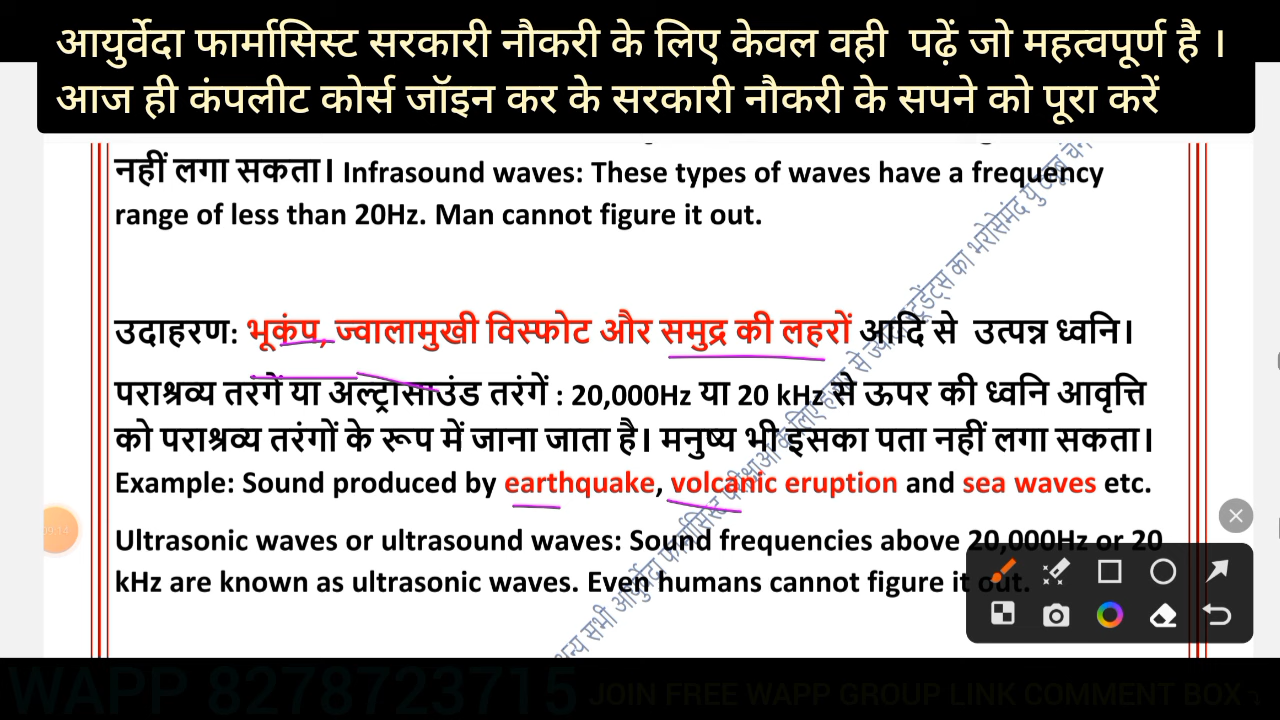 आयुर्वेदा फार्मासिस्ट सरकारी नौकरी के लिए केवल वही पढ़ें जो महत्वपूर्ण है ।
आज ही कंपलीट कोर्स जॉइन कर के सरकारी नौकरी के सपने को पूरा करें
नहीं लगा सकता। Infrasound waves: These types of waves have a frequency
range of less than 20Hz. Man cannot figure it out.
उदाहरण: भूकंप, ज्वालामुखी विस्फोट और समुद्र की लहरों आदि से उत्पन्न ध्वनि।
पराश्रव्य तरंगें या अल्ट्रासाउंड तरंगें : 20,000Hz या 20 kHz से ऊपर की ध्वनि आवृत्ति
को पराश्रव्य तरंगों के रूप में जाना जाता है। मनुष्य भी इसका पता नहीं लगा सकता।
Example: Sound produced by earthquake, volcanic eruption and sea waves etc.
Ultrasonic waves or ultrasound waves: Sound frequencies above 20,000Hz or 20
kHz are known as ultrasonic waves. Even humans cannot figure it out.
09:14
WAPP 8278723715 JOIN FREE WAPP GROUP LINK COMMENT BOX